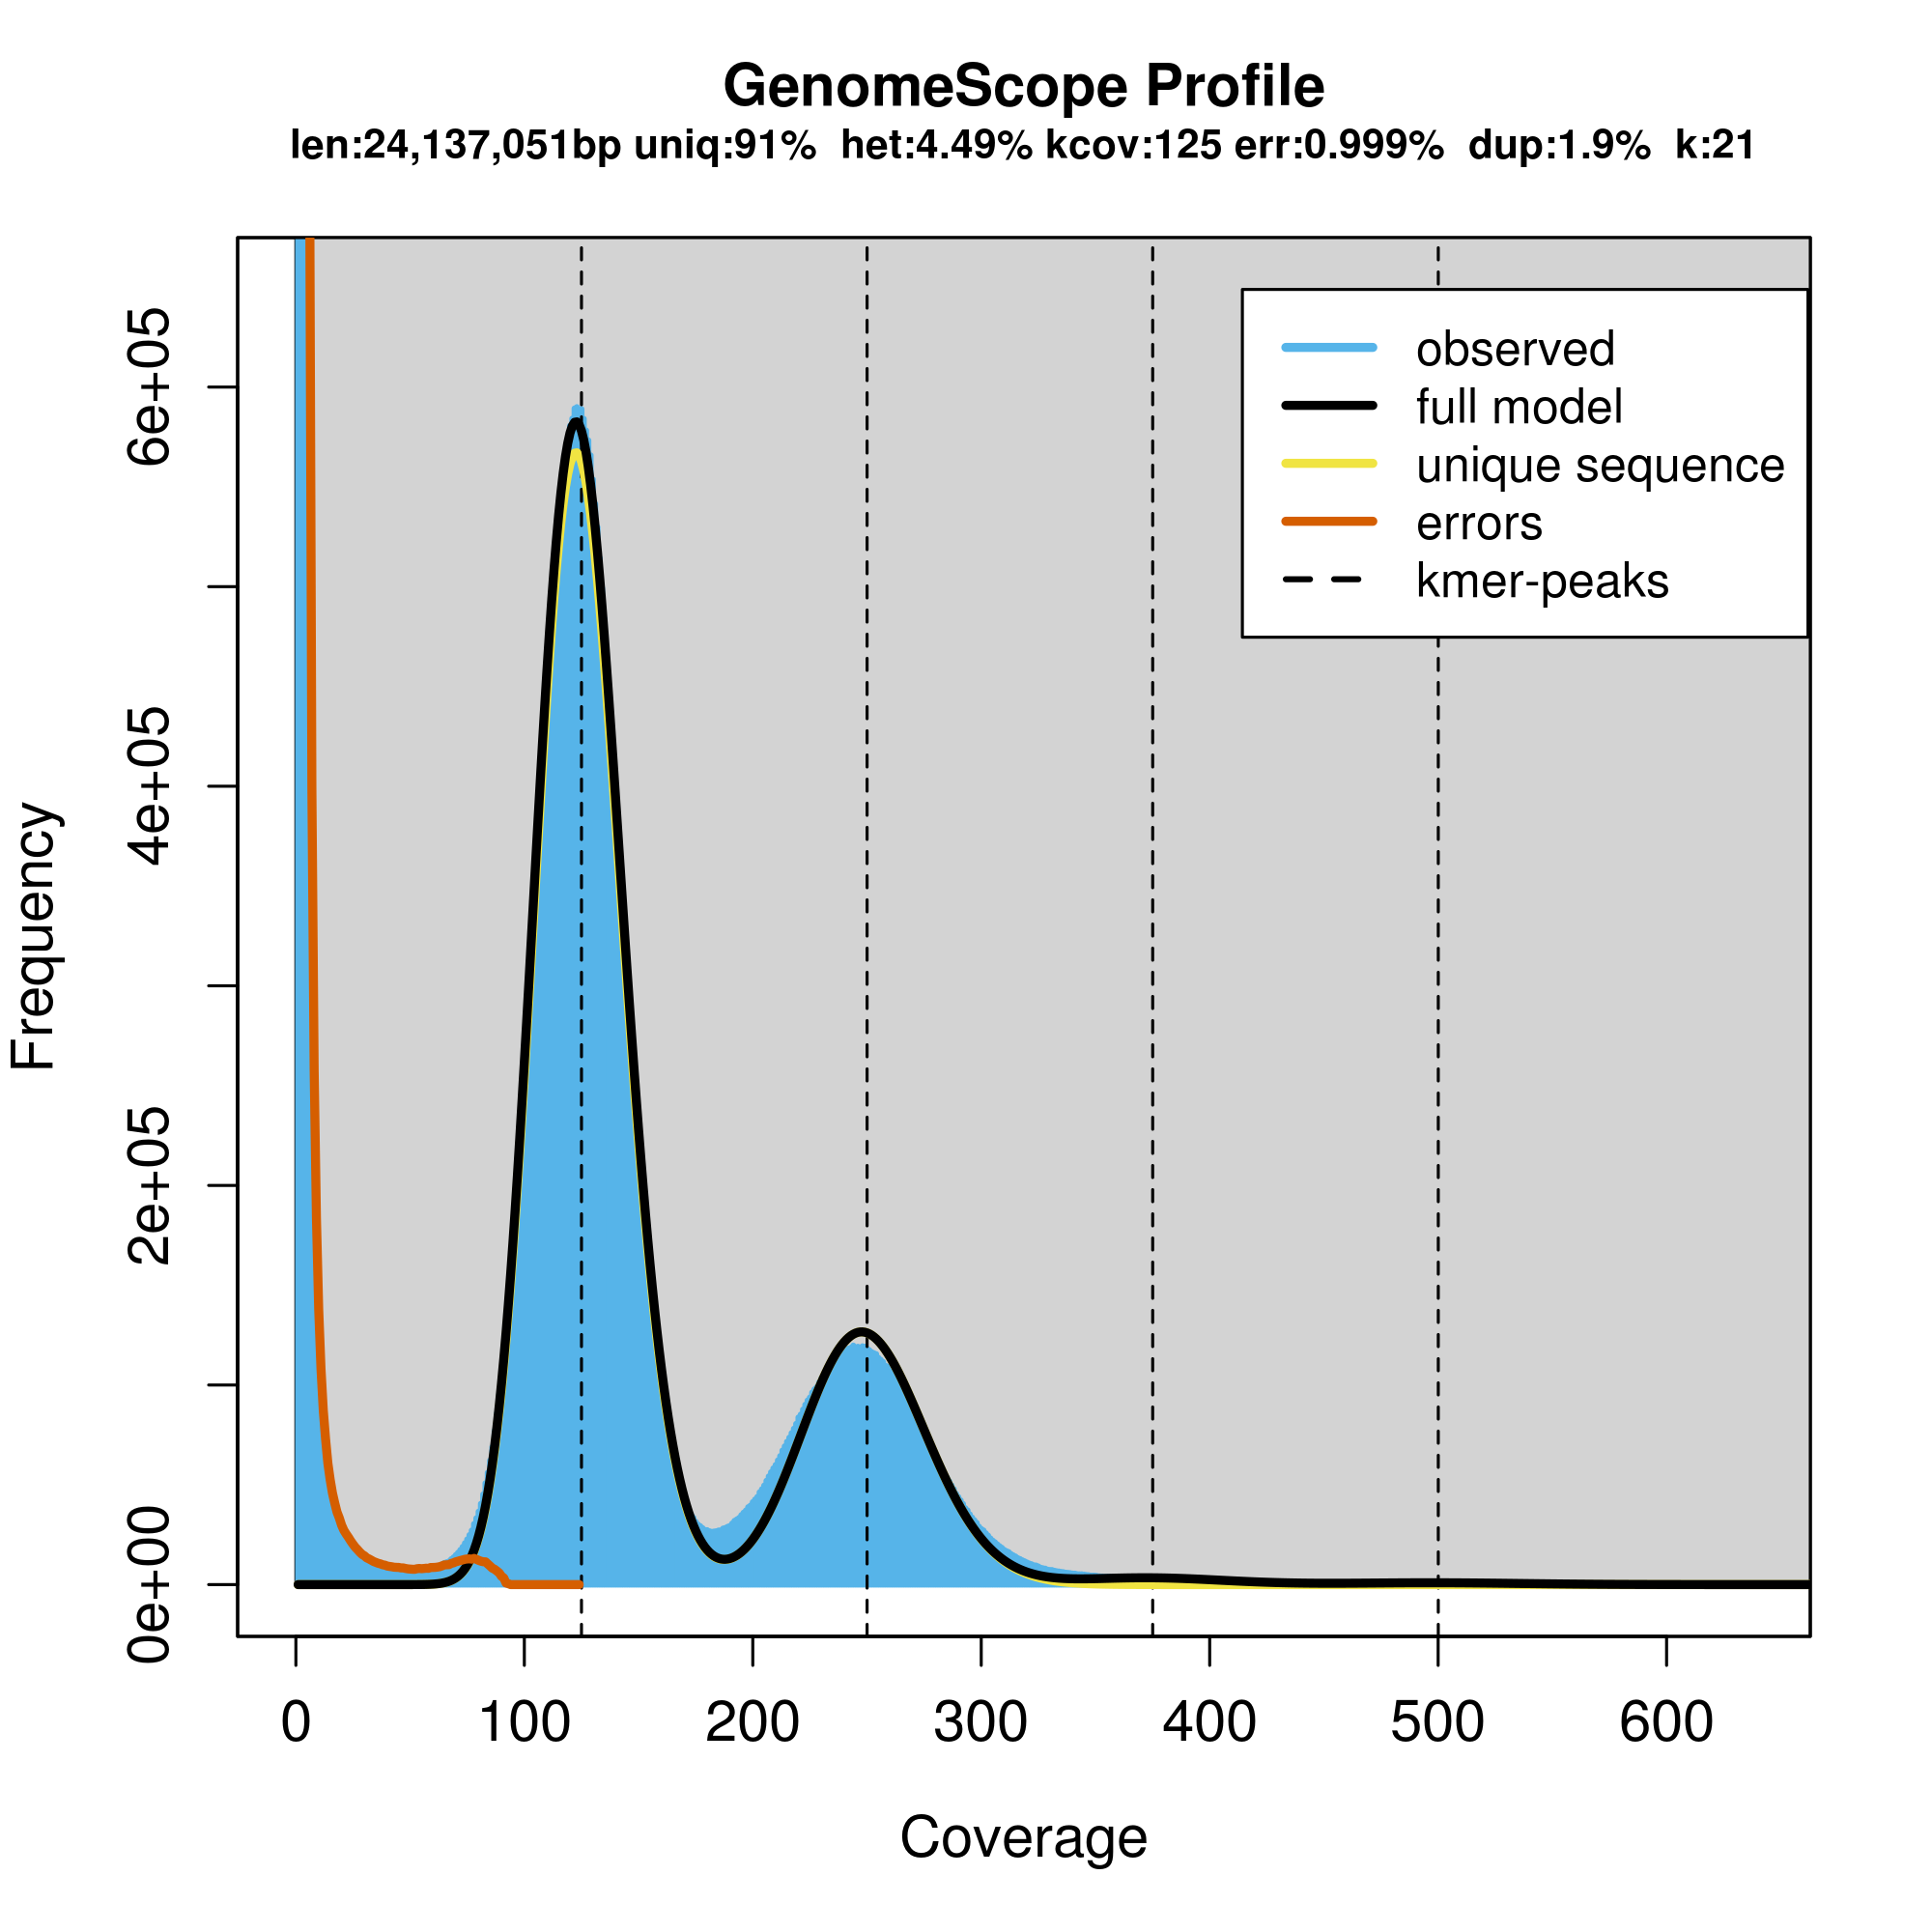 GenomeScope Profile
len:24,137,051bp uniq:91% het:4.49% kcov:125 err:0.999% dup:1.9% k:21
observed
full model
unique sequence
errors
kmer-peaks
Frequency
6e+05
4e+05
2e+05
0e+00
0 100 200 300 400 500 600
Coverage